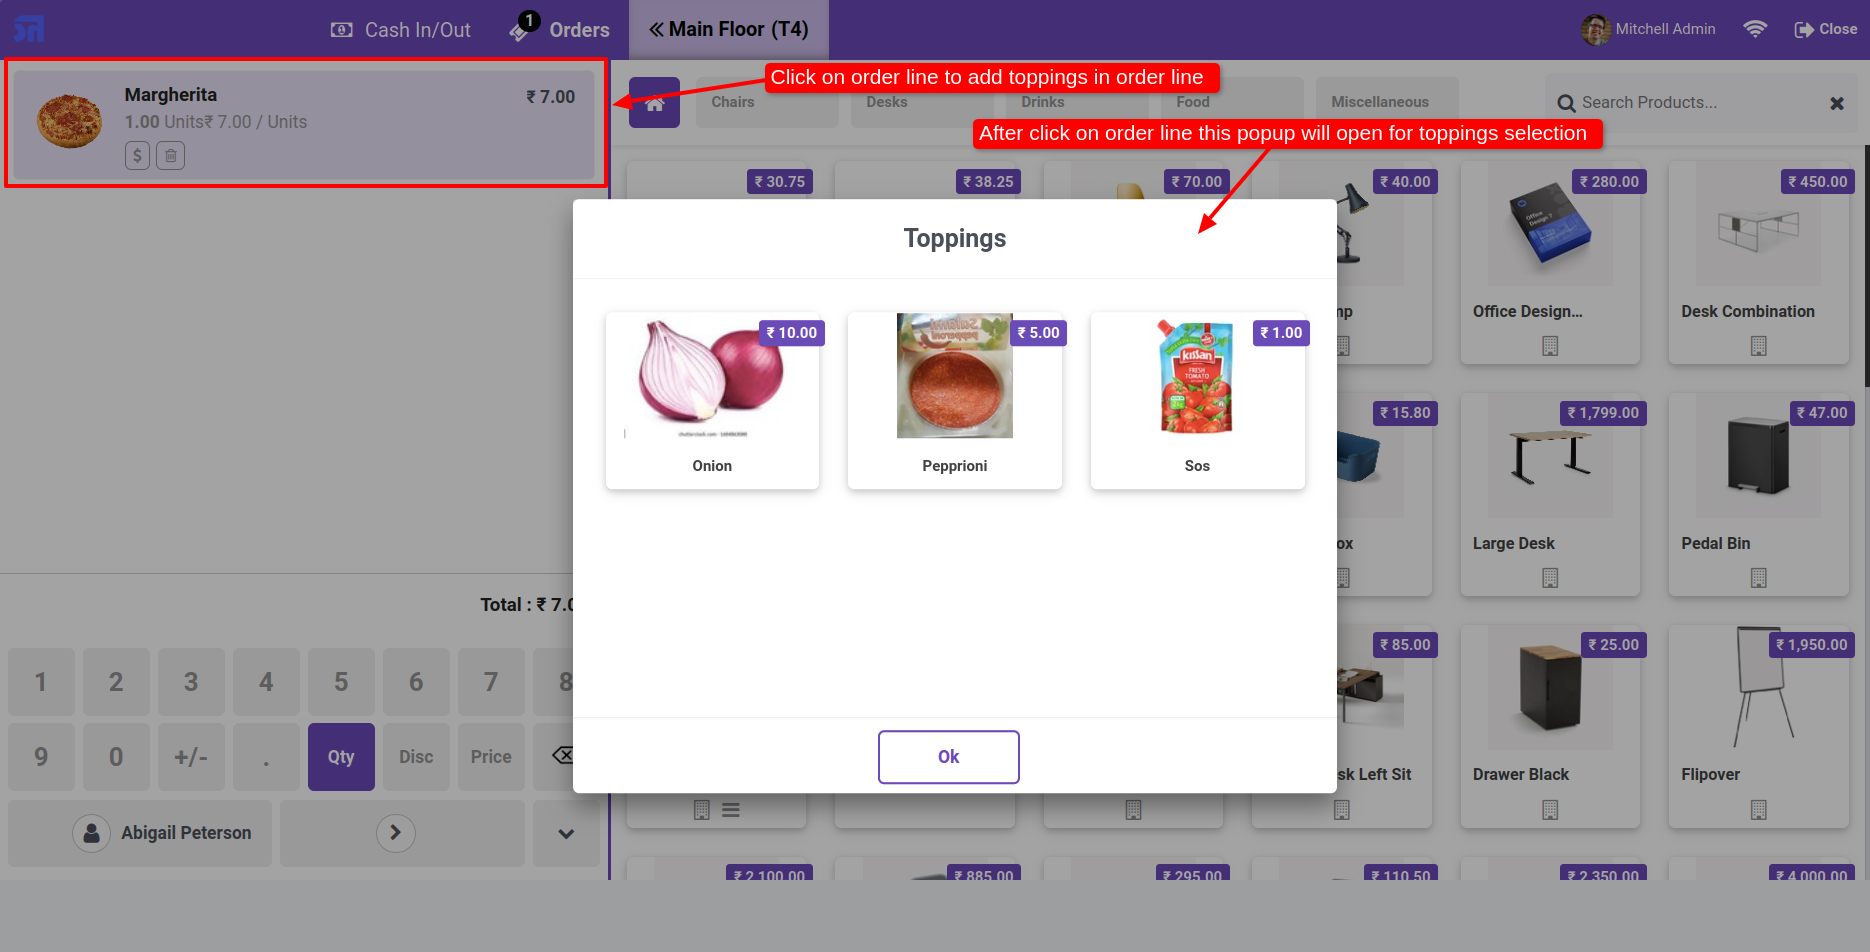 Cash In/Out
1
Orders
Main Floor (T4)
Mitchell Admin
Close
Margherita
₹ 7.00
1.00 Units₹ 7.00 / Units
$
Click on order line to add toppings in order line
Chairs
Desks
Drinks
Food
Miscellaneous
Search Products...
After click on order line this popup will open for toppings selection
₹ 30.75
₹ 38.25
₹ 70.00
₹ 40.00
₹ 280.00
₹ 450.00
Toppings
Office Design...
Desk Combination
₹ 10.00
₹ 5.00
₹ 1.00
kissan
FRESH
TOMATO
Onion
Pepprioni
Sos
₹ 15.80
₹ 1,799.00
₹ 47.00
Large Desk
Pedal Bin
Total : ₹ 7.0
₹ 85.00
₹ 25.00
₹ 1,950.00
1
2
3
4
5
6
7
8
9
0
+/-
.
Qty
Disc
Price
Ok
sk Left Sit
Drawer Black
Flipover
Abigail Peterson
₹ 2,100.00
₹ 885.00
₹ 295.00
₹ 110.50
₹ 2,350.00
₹ 4,000.00